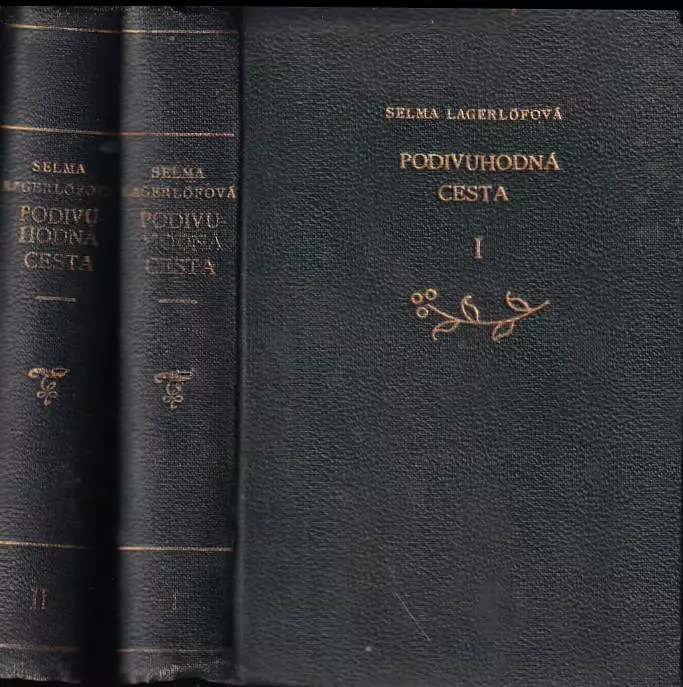 SELMA
LAGERLÖFOVÁ
PODIVU-
HODNÁ
CESTA
II
SELMA
LAGERLÖFOVÁ
PODIVU-
HODNÁ
CESTA
I
SELMA LAGERLÖFOVÁ
PODIVUHODNÁ
CESTA
I